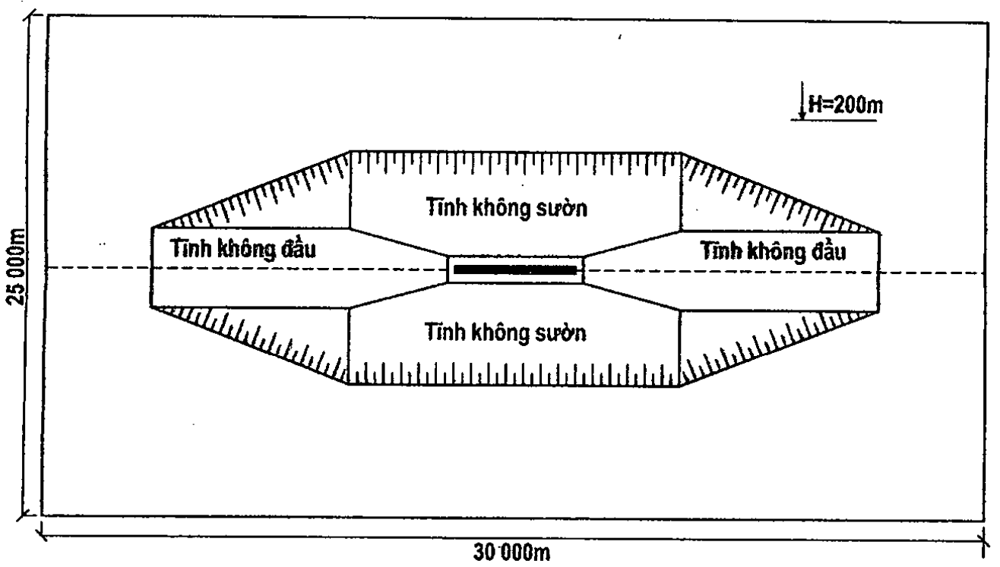 H=200m
Tĩnh không sườn
Tĩnh không đầu
Tĩnh không đầu
25 000m
Tĩnh không sườn
30 000m